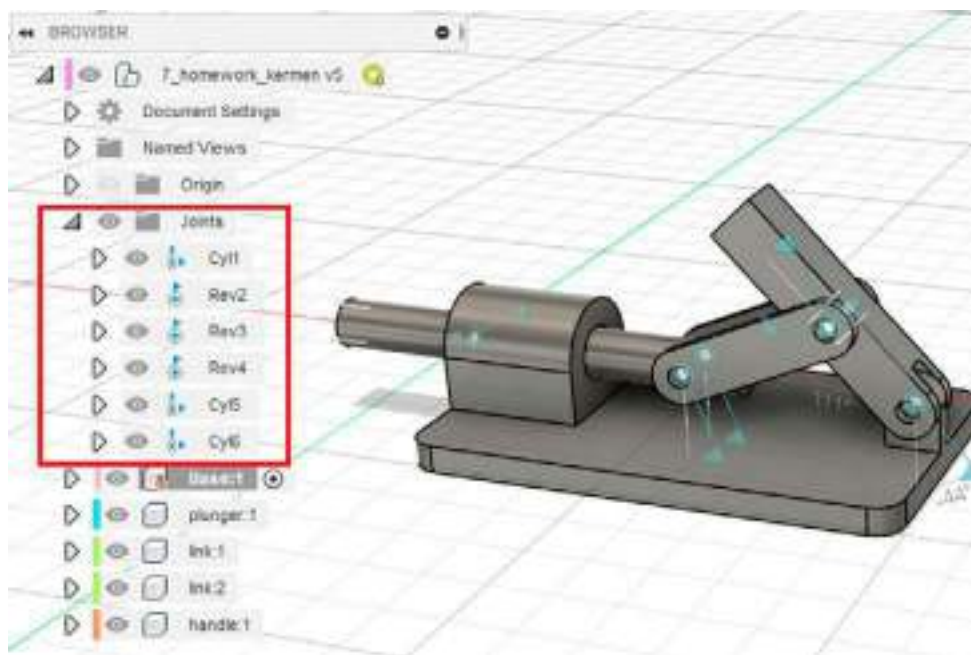 BROWSER
7_homework_kermen v5
Document Settings
Named Views
Origin
Joints
Cyl1
Rev2
Rev3
Rev4
Cyl5
Cyl6
plunger:1
link:1
link:2
handle:1